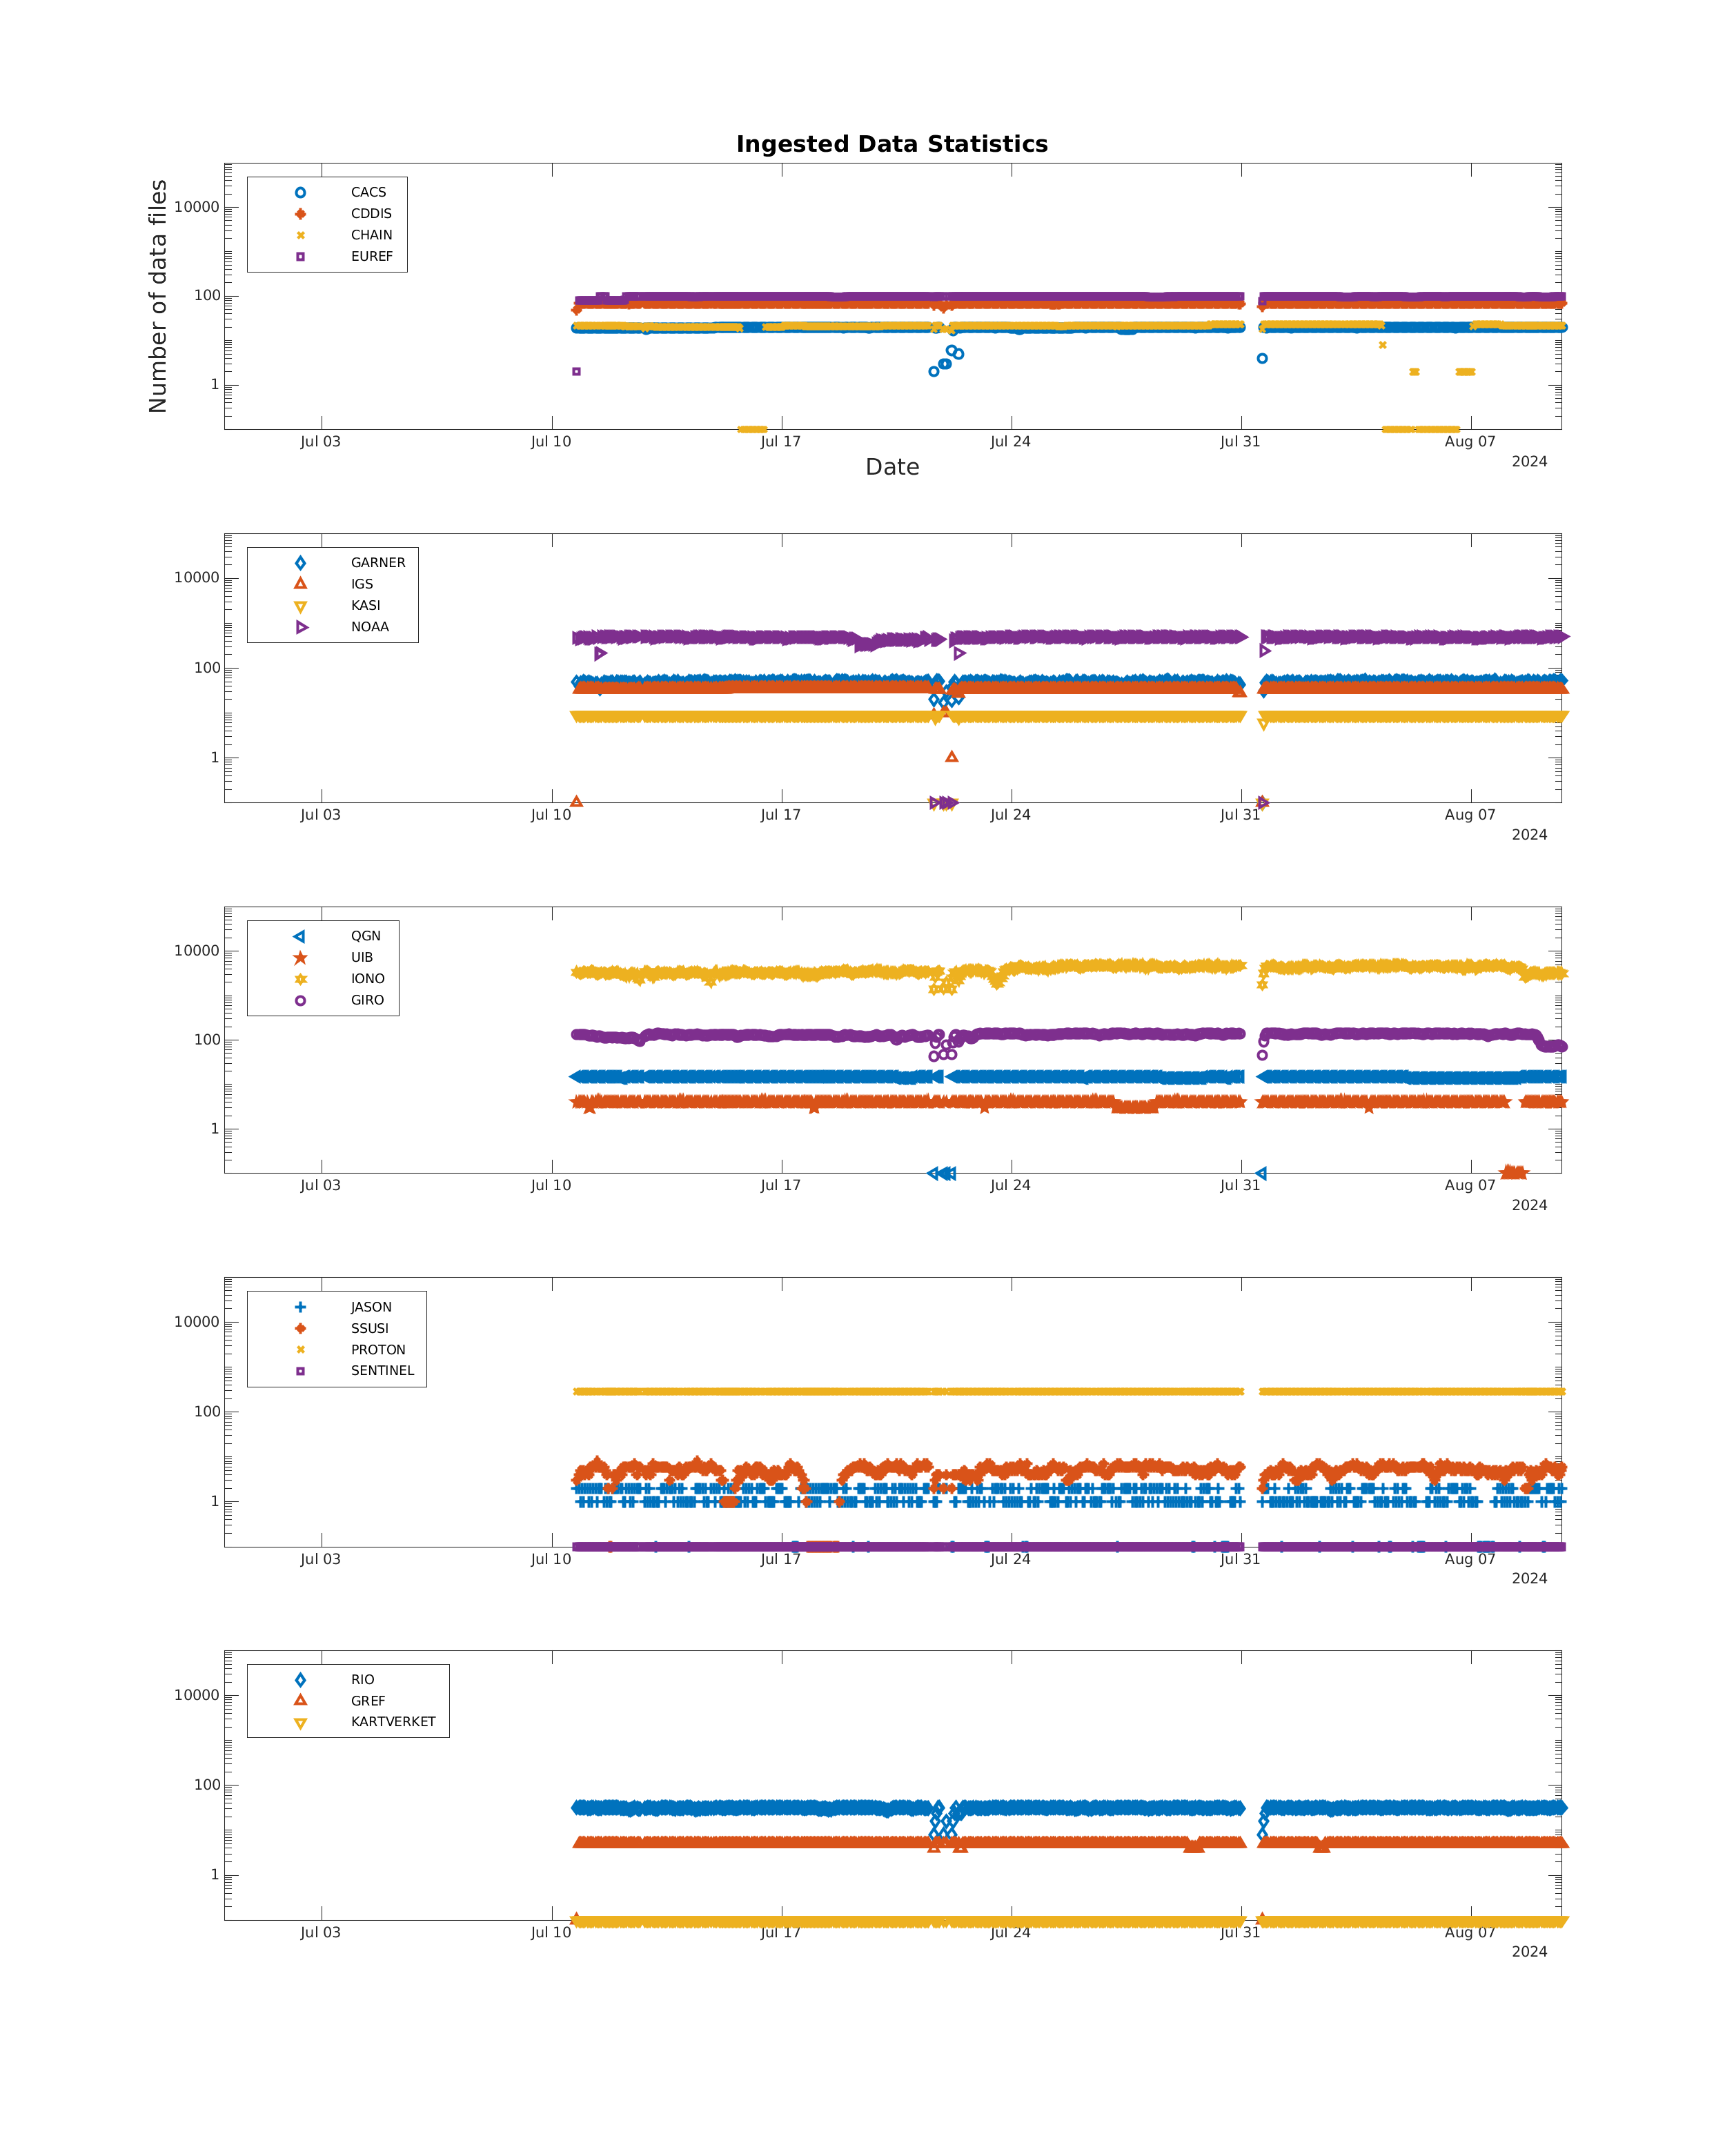 Ingested Data Statistics
Number of data files
10000
100
1
CACS
CDDIS
CHAIN
EUREF
Jul 03 Jul 10 Jul 17 Jul 24 Jul 31 Aug 07
2024
Date
10000
100
1
GARNER
IGS
KASI
NOAA
Jul 03 Jul 10 Jul 17 Jul 24 Jul 31 Aug 07
2024
10000
100
1
QGN
UIB
IONO
GIRO
Jul 03 Jul 10 Jul 17 Jul 24 Jul 31 Aug 07
2024
10000
100
1
JASON
SSUSI
PROTON
SENTINEL
Jul 03 Jul 10 Jul 17 Jul 24 Jul 31 Aug 07
2024
10000
100
1
RIO
GREF
KARTVERKET
Jul 03 Jul 10 Jul 17 Jul 24 Jul 31 Aug 07
2024